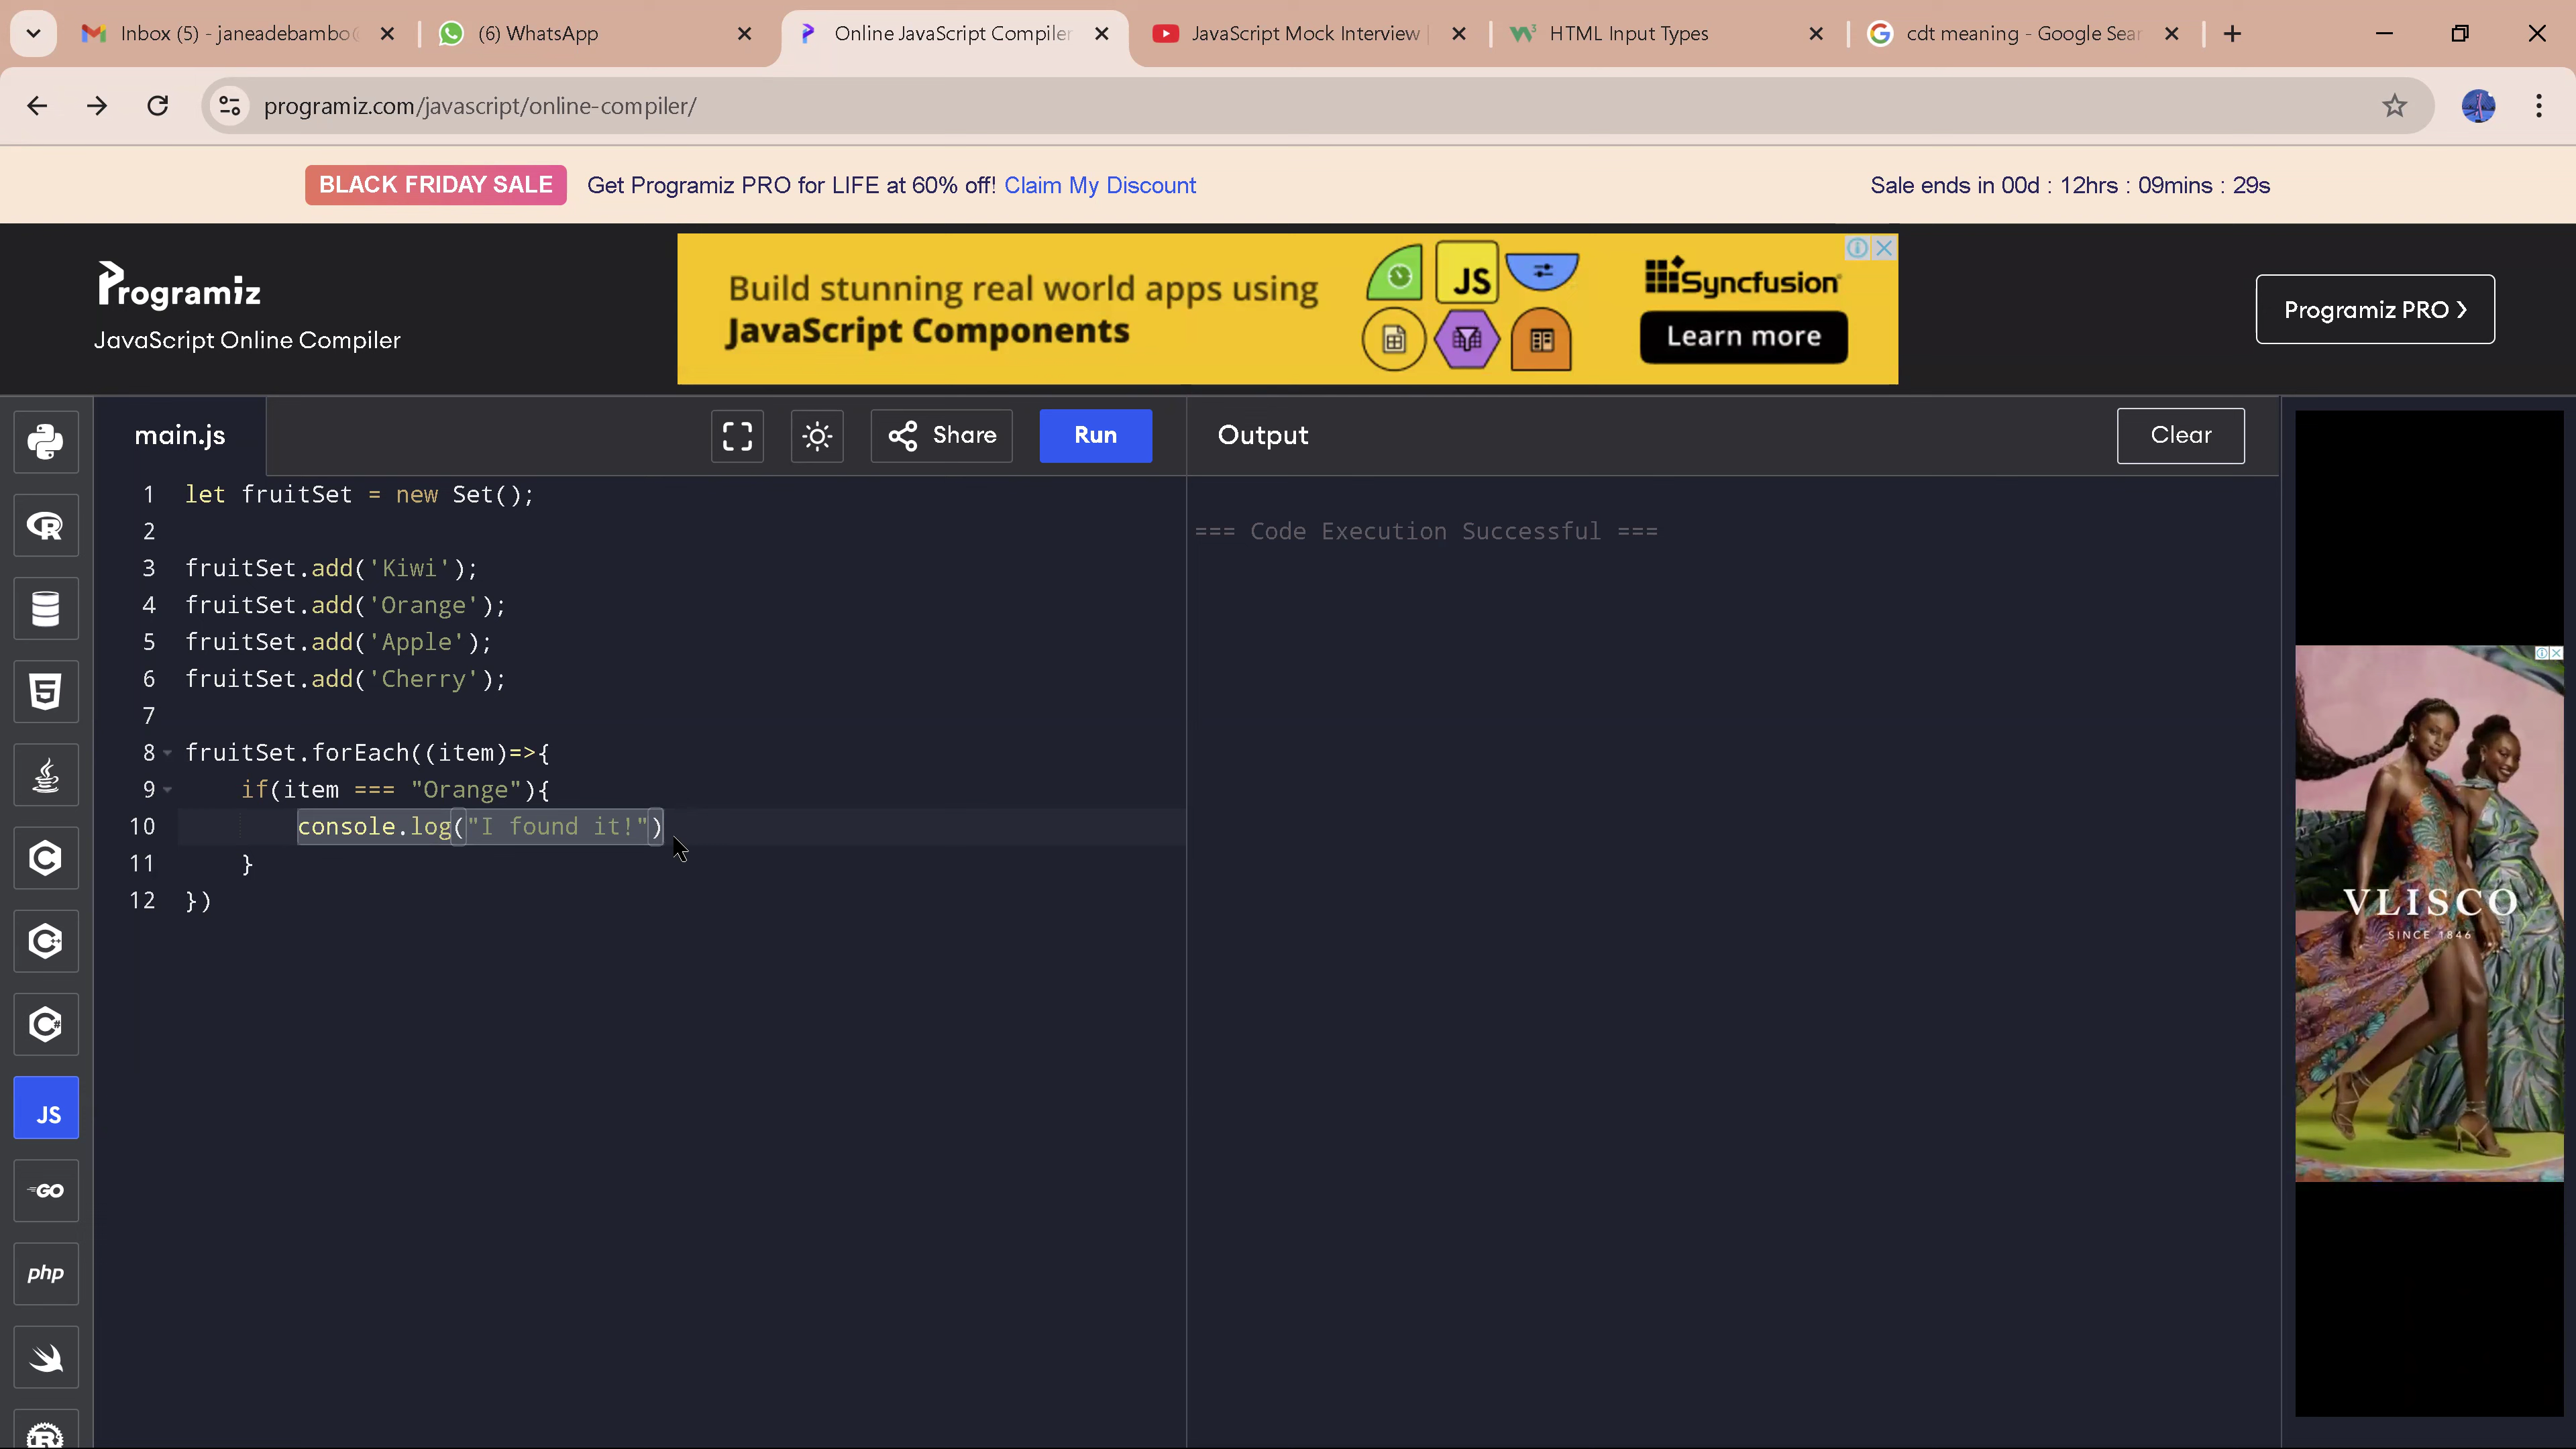 Inbox (5) - janeadebambo@
(6) WhatsApp
Online JavaScript Compiler
JavaScript Mock Interview |
HTML Input Types
cdt meaning - Google Sear
programiz.com/javascript/online-compiler/
BLACK FRIDAY SALE Get Programiz PRO for LIFE at 60% off! Claim My Discount
Sale ends in 00d : 12hrs : 09mins : 29s
Programiz
JavaScript Online Compiler
Build stunning real world apps using
JavaScript Components
JS
Syncfusion
Learn more
Programiz PRO >
main.js
Share
Run
Output
Clear
1 let fruitSet = new Set();
2
3 fruitSet.add('Kiwi');
4 fruitSet.add('Orange');
5 fruitSet.add('Apple');
6 fruitSet.add('Cherry');
7
8 fruitSet.forEach((item)=>{
9 if(item === "Orange"){
10 console.log("I found it!")
11 }
12 })
=== Code Execution Successful ===
R
5
C
C++
C#
JS
GO
php
R
VLISCO
SINCE 1846